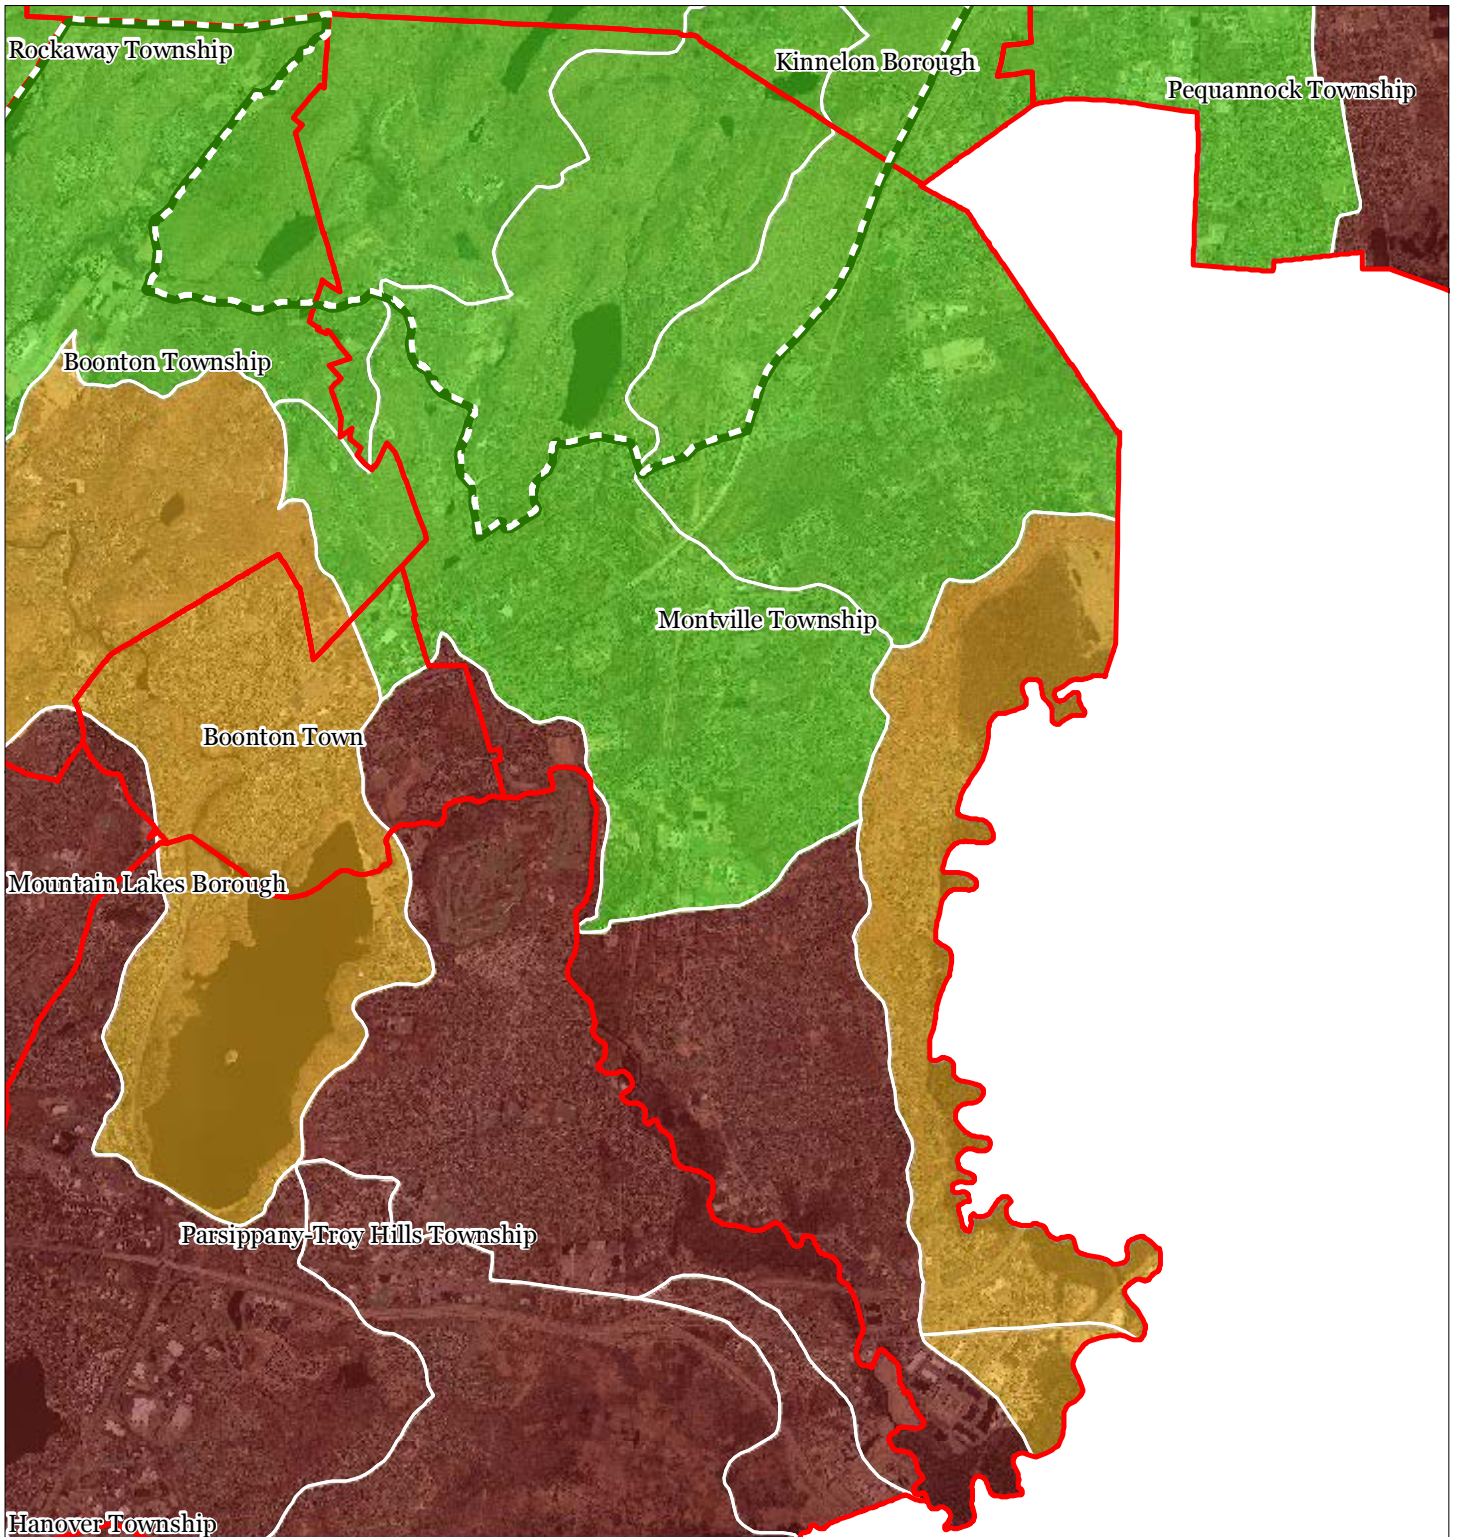 Rockaway Township
Kinnelon Borough
Pequannock Township
Boonton Township
Montville Township
Boonton Town
Mountain Lakes Borough
Parsippany-Troy Hills Township
Hanover Township